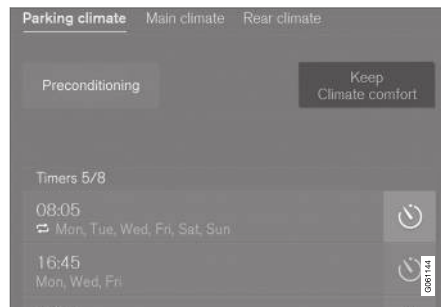 Parking climate Main climate Rear climate
Preconditioning
Keep
Climate comfort
Timers 5/8
08:05
Mon, Tue, Wed, Fri, Sat, Sun
16:45
Mon, Wed, Fri
G061144